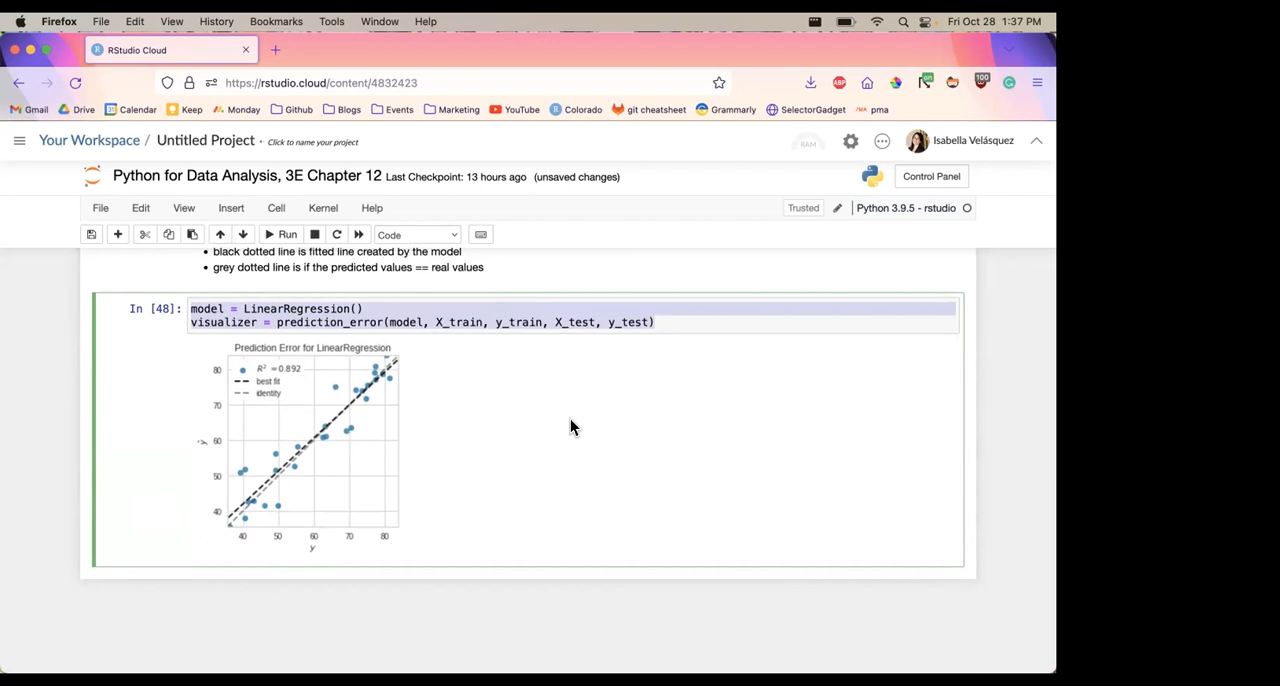 Firefox File Edit View History Bookmarks Tools Window Help Fri Oct 28 1:37 PM
RStudio Cloud
https://rstudio.cloud/content/4832423
100
Gmail Drive Calendar Keep Monday Github Blogs Events Marketing YouTube Colorado git cheatsheet Grammarly SelectorGadget pma
Your Workspace / Untitled Project Click to name your project RAM Isabella Velásquez
Python for Data Analysis, 3E Chapter 12 Last Checkpoint: 13 hours ago (unsaved changes) Control Panel
File Edit View Insert Cell Kernel Help Trusted Python 3.9.5 - rstudio
Run Code
• black dotted line is fitted line created by the model
• grey dotted line is if the predicted values == real values
In [48]: model = LinearRegression()
visualizer = prediction_error(model, X_train, y_train, X_test, y_test)
Prediction Error for LinearRegression
R² = 0.892
best fit
identity
80
70
60
50
40
ŷ
40 50 60 70 80
y